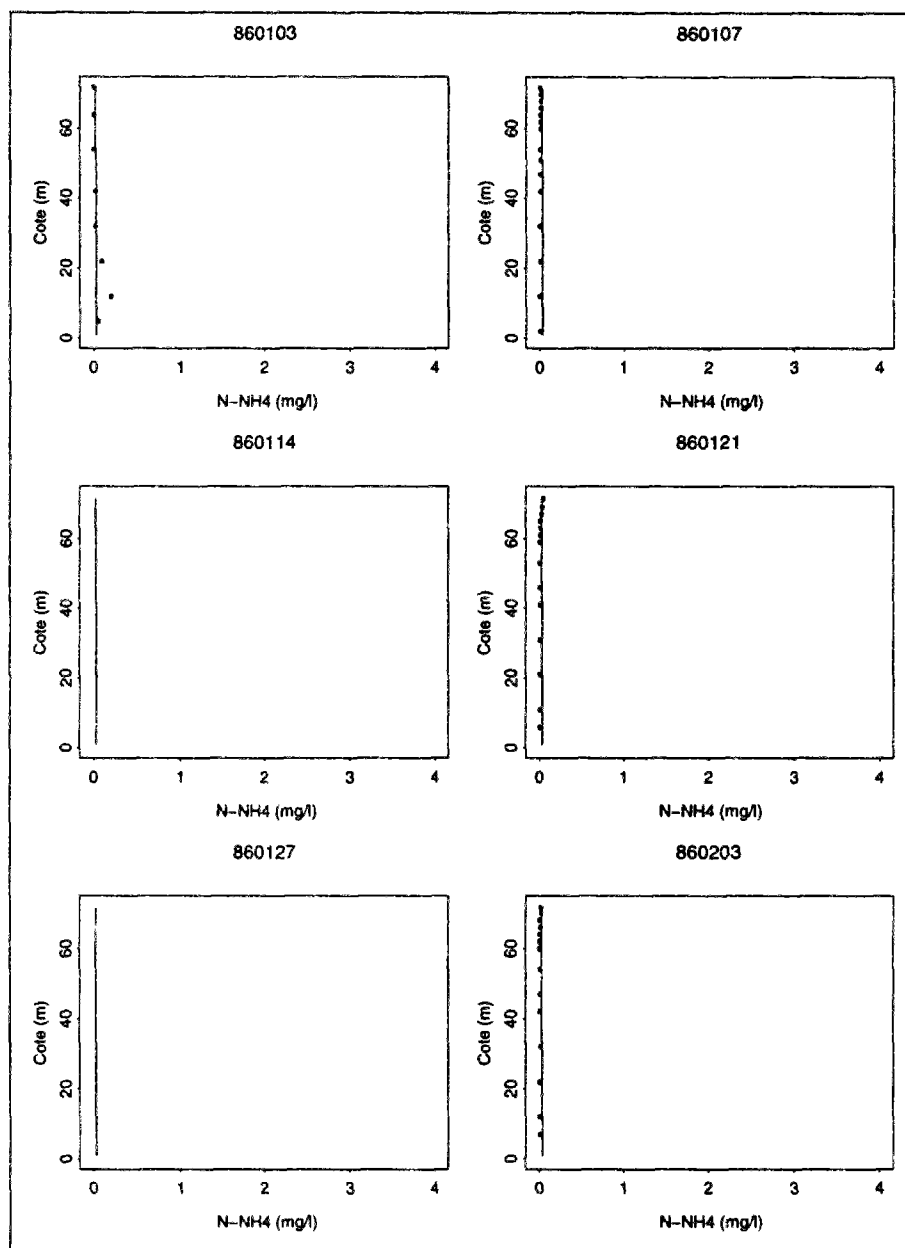 860103
60
40
20
0
Cote (m)
0 1 2 3 4
N-NH4 (mg/l)
860107
60
40
20
0
Cote (m)
0 1 2 3 4
N-NH4 (mg/l)
860114
60
40
20
0
Cote (m)
0 1 2 3 4
N-NH4 (mg/l)
860121
60
40
20
0
Cote (m)
0 1 2 3 4
N-NH4 (mg/l)
860127
60
40
20
0
Cote (m)
0 1 2 3 4
N-NH4 (mg/l)
860203
60
40
20
0
Cote (m)
0 1 2 3 4
N-NH4 (mg/l)